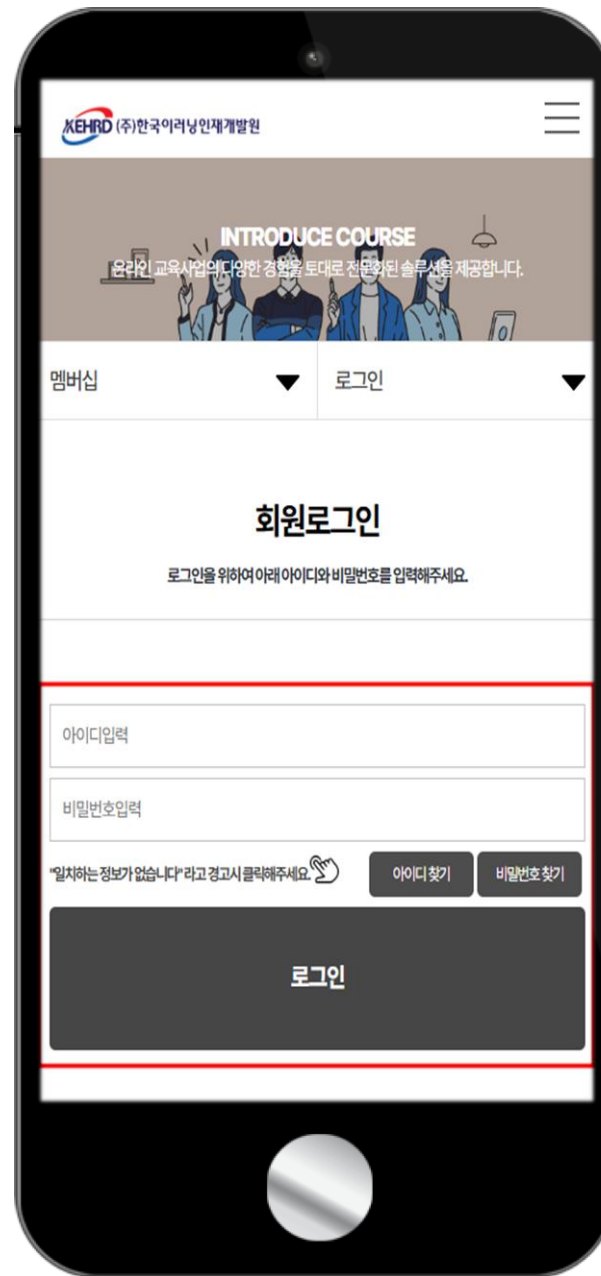 KEHRD (주)한국이러닝인재개발원
INTRODUCE COURSE
온라인 교육사업의 다양한 경험을 토대로 전문화된 솔루션을 제공합니다.
멤버십 로그인
회원로그인
로그인을 위하여 아래 아이디와 비밀번호를 입력해주세요.
아이디입력
비밀번호입력
"일치하는 정보가 없습니다" 라고 경고시 클릭해주세요. 아이디 찾기 비밀번호 찾기
로그인